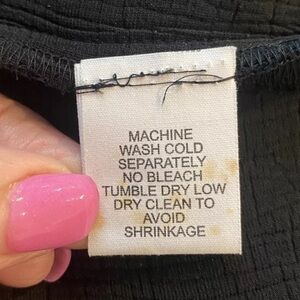 MACHINE
WASH COLD
SEPARATELY
NO BLEACH
TUMBLE DRY LOW
DRY CLEAN TO
AVOID
SHRINKAGE